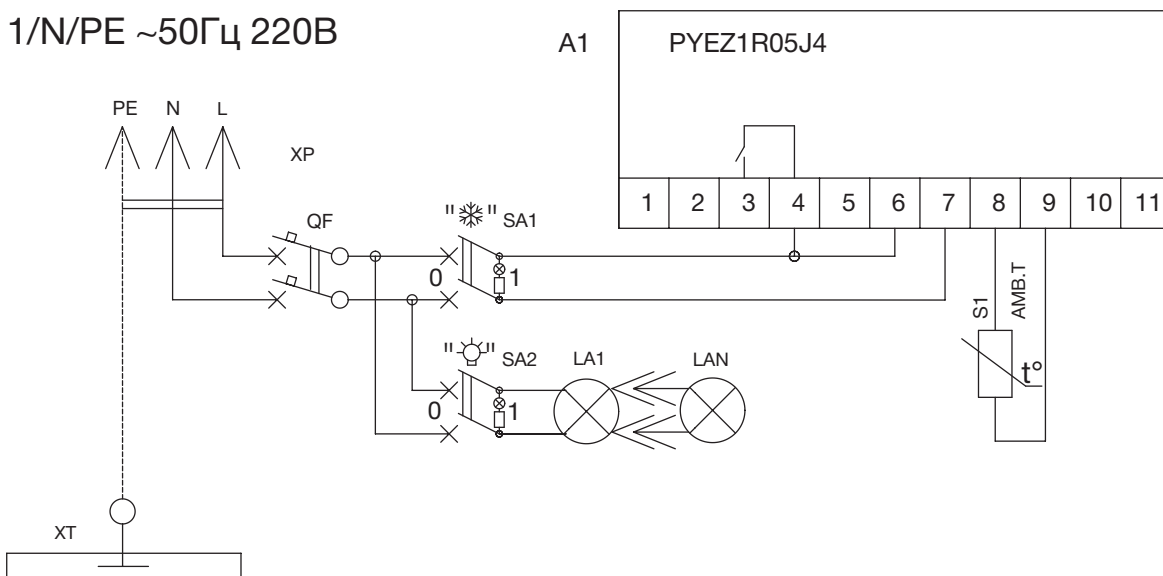 1/N/PE ~50Гц 220В
A1 PYEZ1R05J4
PE N L
XP
1 2 3 4 5 6 7 8 9 10 11
QF
"❄" SA1
0 1
S1
AMB.T
" " SA2 LA1 LAN
0 1
t°
XT